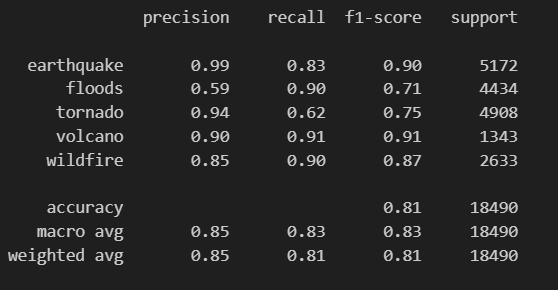 precision recall f1-score support
earthquake 0.99 0.83 0.90 5172
floods 0.59 0.90 0.71 4434
tornado 0.94 0.62 0.75 4908
volcano 0.90 0.91 0.91 1343
wildfire 0.85 0.90 0.87 2633
accuracy 0.81 18490
macro avg 0.85 0.83 0.83 18490
weighted avg 0.85 0.81 0.81 18490